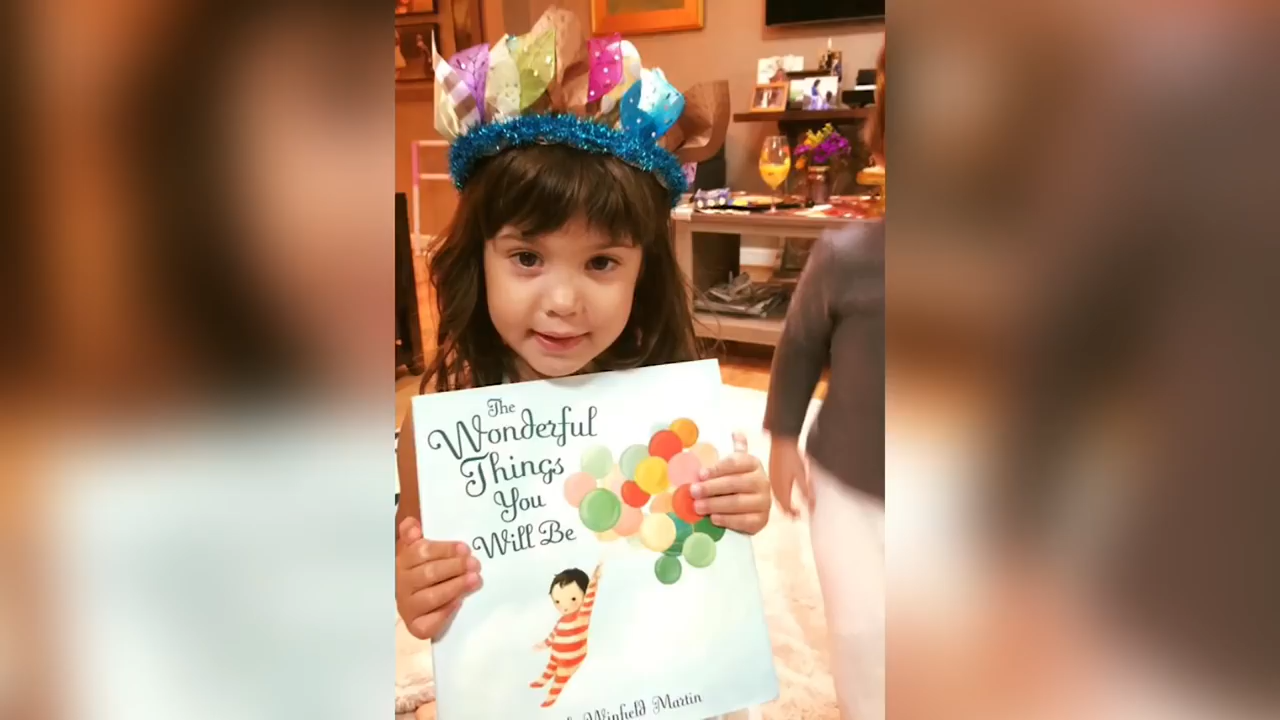 The
Wonderful
Things
You
Will Be
Winfield Martin